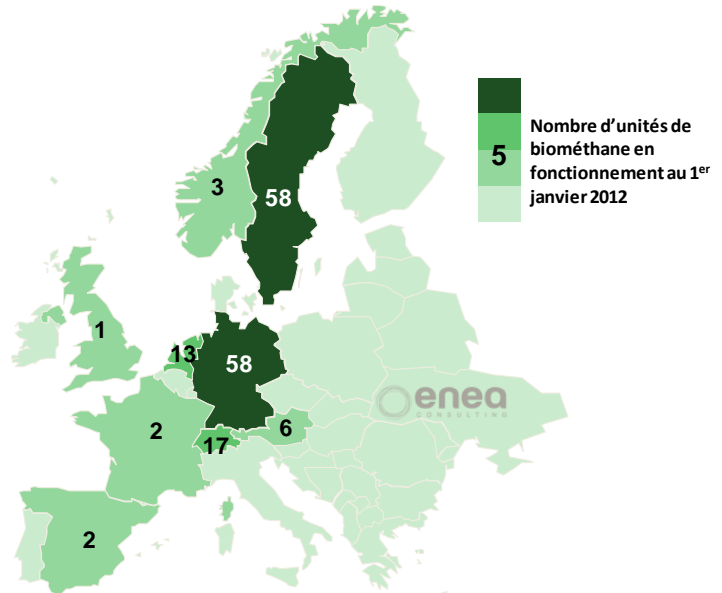 Nombre d'unités de
5 biométhane en
fonctionnement au 1er
janvier 2012
3
58
1
13
58
enea
CONSULTING
2
6
17
2